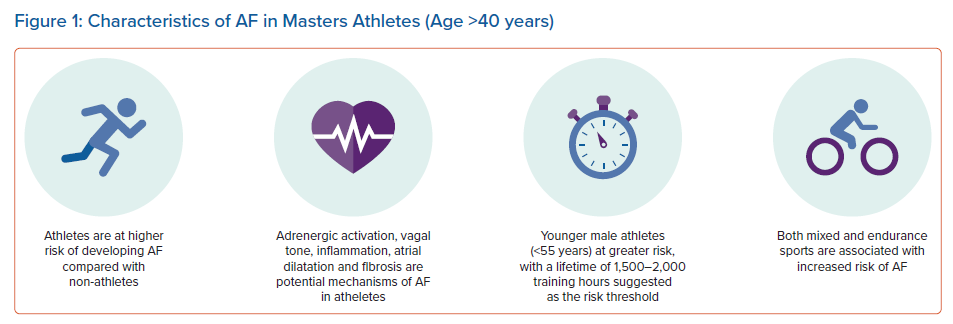 Figure 1: Characteristics of AF in Masters Athletes (Age >40 years)
Athletes are at higher
risk of developing AF
compared with
non-athletes
Adrenergic activation, vagal
tone, inflammation, atrial
dilatation and fibrosis are
potential mechanisms of AF
in atheletes
Younger male athletes
(<55 years) at greater risk,
with a lifetime of 1,500–2,000
training hours suggested
as the risk threshold
Both mixed and endurance
sports are associated with
increased risk of AF